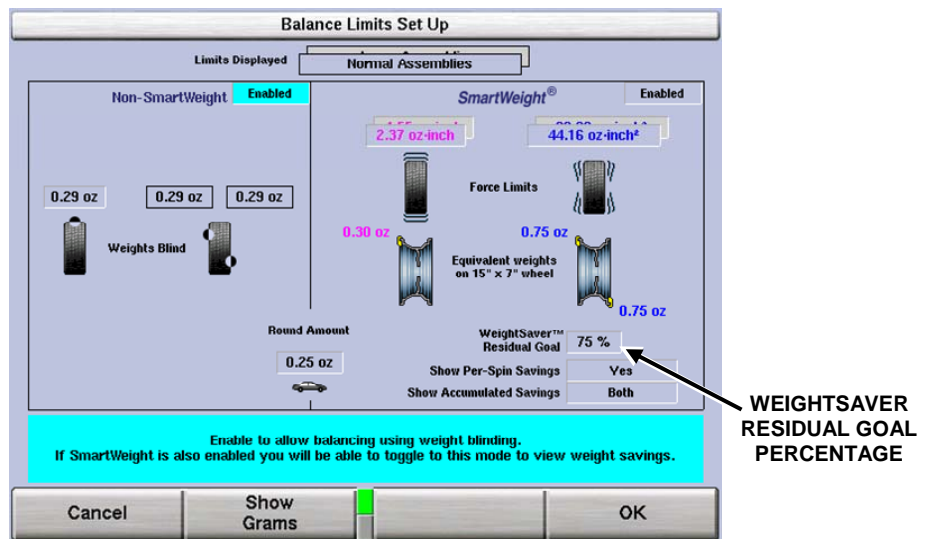 Balance Limits Set Up
Limits Displayed
Normal Assemblies
Non-SmartWeight
Enabled
SmartWeight®
Enabled
2.37 oz·inch
44.16 oz·inch²
Force Limits
0.29 oz
0.29 oz
0.29 oz
Weights Blind
0.30 oz
0.75 oz
Equivalent weights
on 15" x 7" wheel
0.75 oz
Round Amount
0.25 oz
WeightSaver™
Residual Goal
75 %
Show Per-Spin Savings
Yes
Show Accumulated Savings
Both
WEIGHTSAVER
RESIDUAL GOAL
PERCENTAGE
Enable to allow balancing using weight blinding.
If SmartWeight is also enabled you will be able to toggle to this mode to view weight savings.
Cancel
Show
Grams
OK